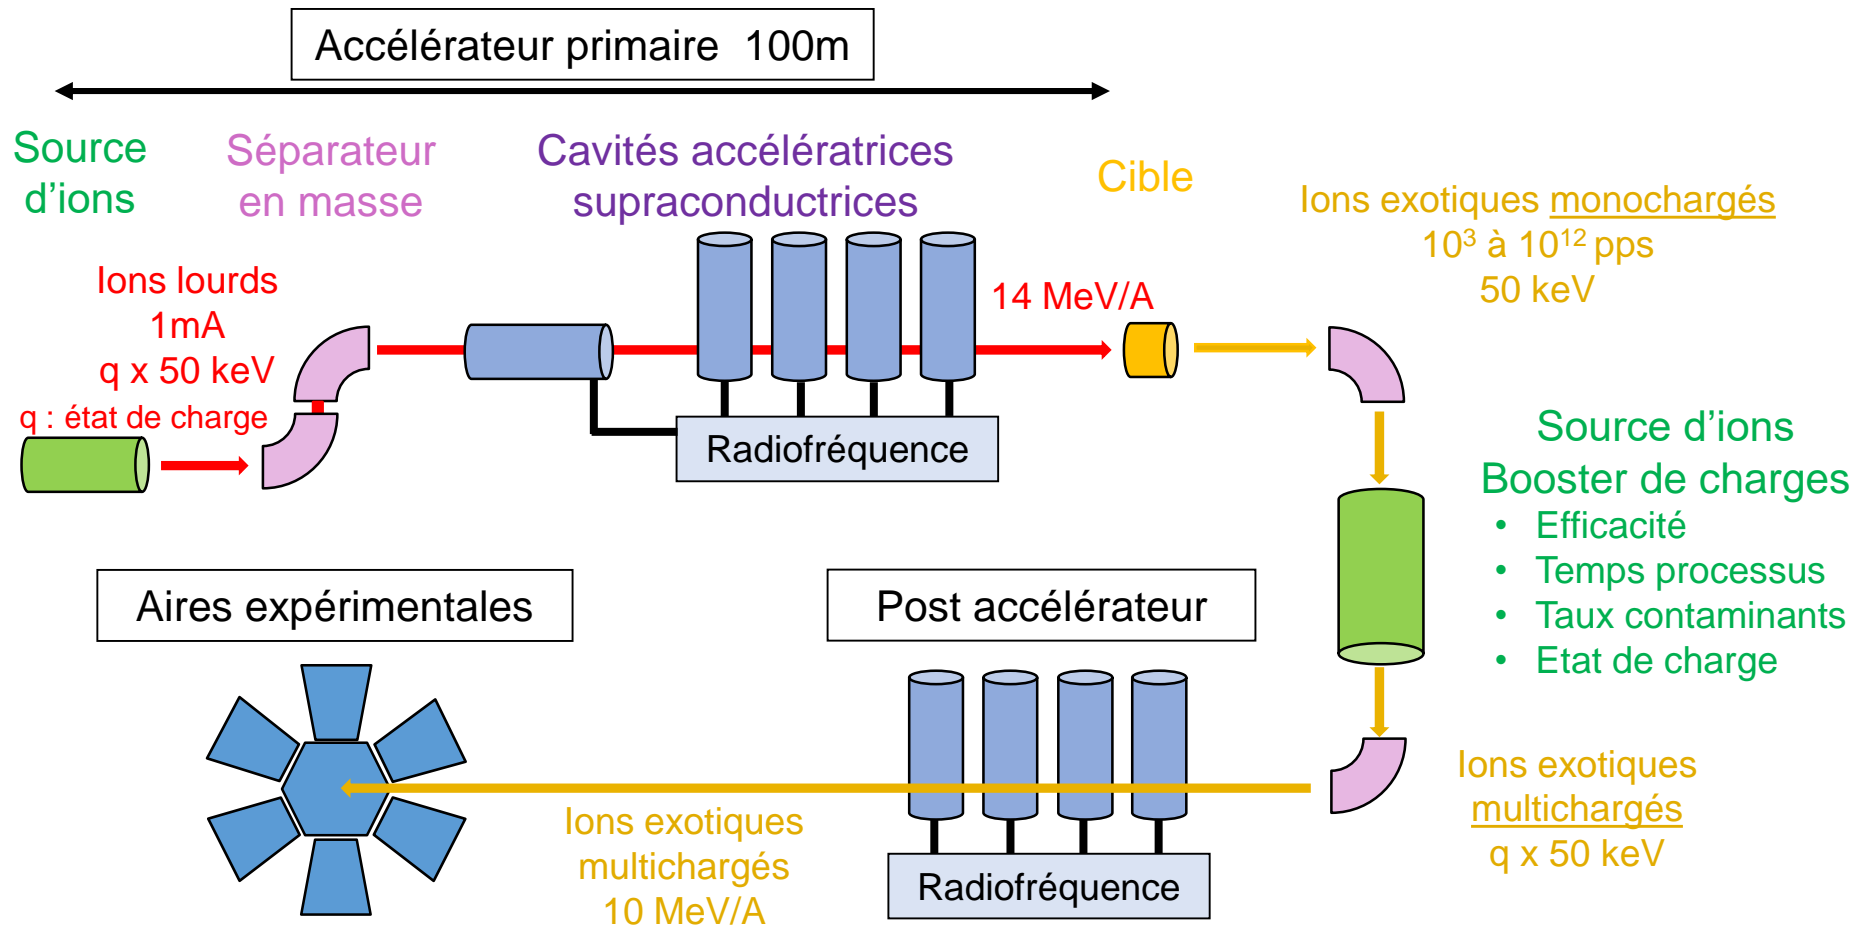 Accélérateur primaire 100m
Source
d'ions
Séparateur
en masse
Cavités accélératrices
supraconductrices
Cible
Ions exotiques monochargés
10³ à 10¹² pps
50 keV
Ions lourds
1mA
q x 50 keV
q : état de charge
14 MeV/A
Radiofréquence
Source d'ions
Booster de charges
• Efficacité
• Temps processus
• Taux contaminants
• Etat de charge
Aires expérimentales
Post accélérateur
Ions exotiques
multichargés
q x 50 keV
Ions exotiques
multichargés
10 MeV/A
Radiofréquence